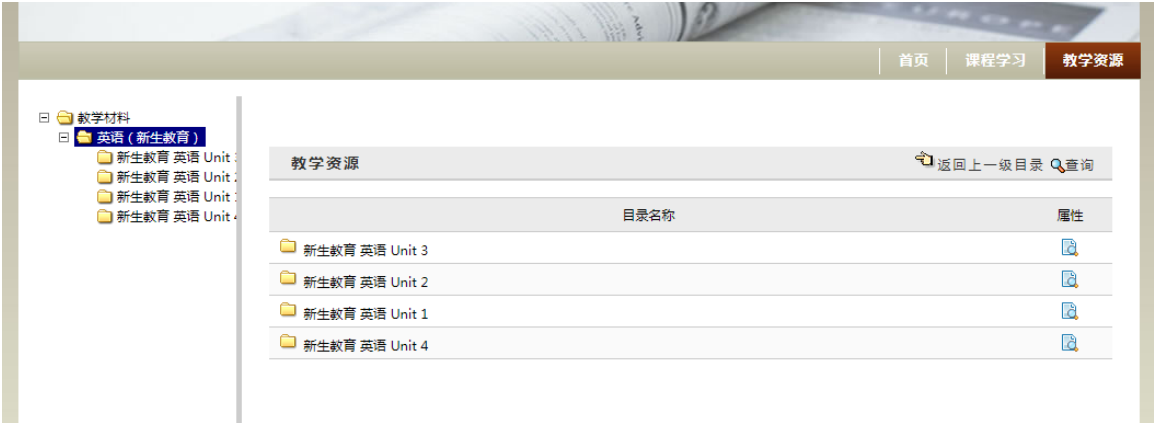 EUROPE
首页 课程学习 教学资源
教学材料
英语（新生教育）
新生教育 英语 Unit
新生教育 英语 Unit
新生教育 英语 Unit
新生教育 英语 Unit
教学资源 返回上一级目录 查询
目录名称 属性
新生教育 英语 Unit 3
新生教育 英语 Unit 2
新生教育 英语 Unit 1
新生教育 英语 Unit 4